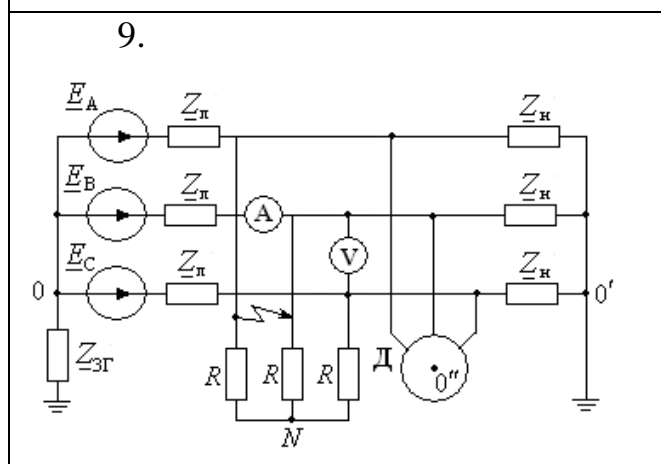 9.
E_A Z_л Z_н
E_B Z_л A Z_н
E_C Z_л V Z_н
0 0'
Z_ЗГ R R R Д 0''
N